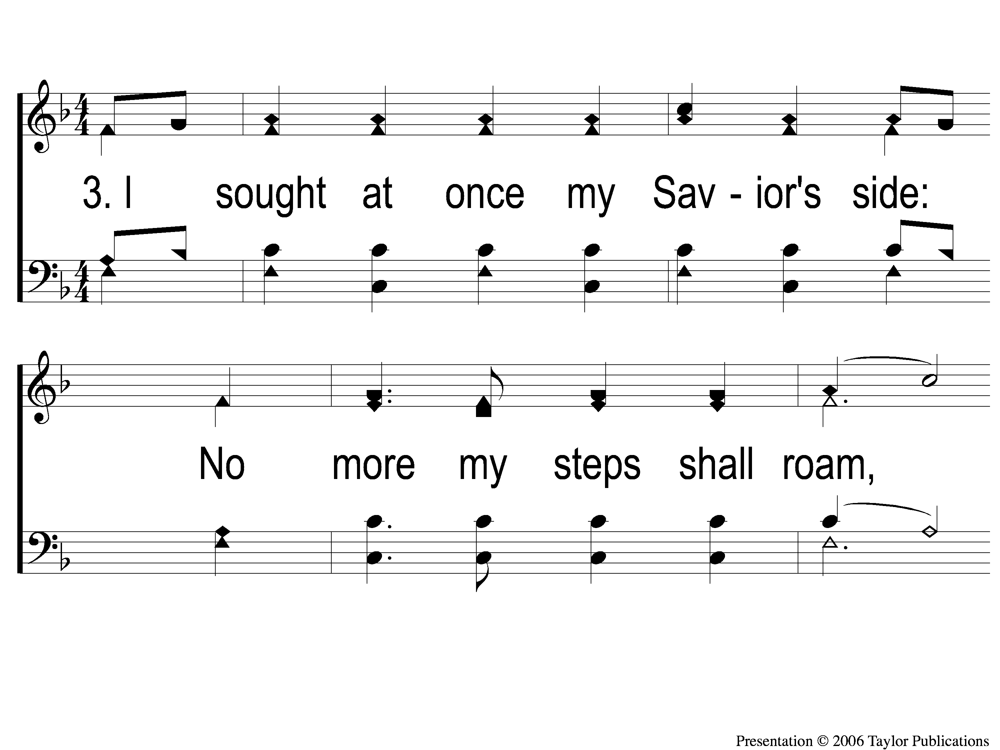 3. I sought at once my Sav - ior's side:
No more my steps shall roam,
Presentation © 2006 Taylor Publications